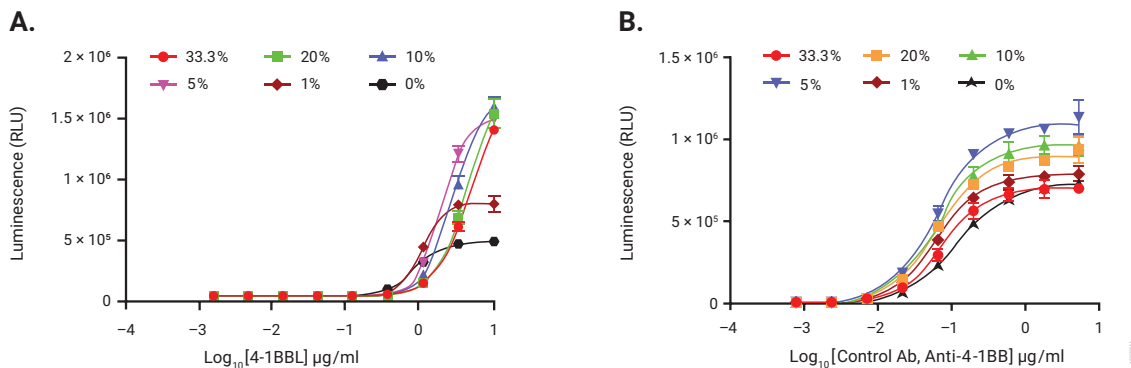 A.
2 × 10⁶
33.3% 20% 10%
5% 1% 0%
1.5 × 10⁶
1 × 10⁶
5 × 10⁵
0
Luminescence (RLU)
−4 −3 −2 −1 0 1
Log₁₀[4-1BBL] µg/ml
B.
1.5 × 10⁶
33.3% 20% 10%
5% 1% 0%
1 × 10⁶
5 × 10⁵
0
Luminescence (RLU)
−4 −3 −2 −1 0 1
Log₁₀[Control Ab, Anti-4-1BB] µg/ml